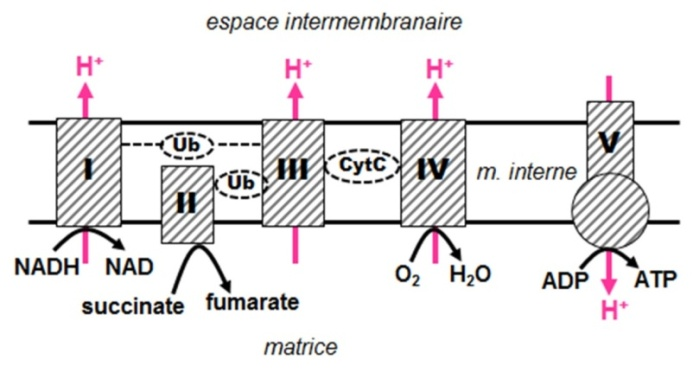 espace intermembranaire
H+ H+ H+
Ub
I III CytC IV m. interne V
II Ub
NADH NAD O2 H2O ADP ATP
succinate fumarate H+
matrice